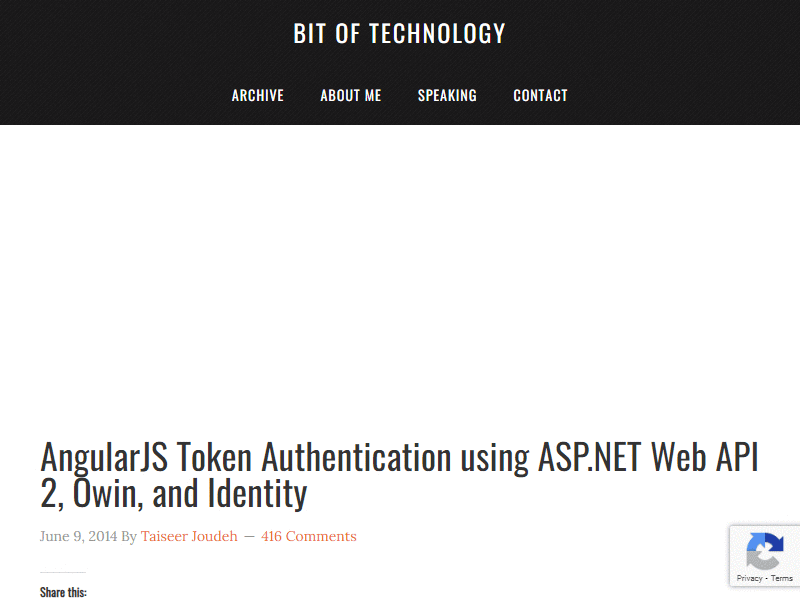 BIT OF TECHNOLOGY
ARCHIVE ABOUT ME SPEAKING CONTACT
AngularJS Token Authentication using ASP.NET Web API
2, Owin, and Identity
June 9, 2014 By Taiseer Joudeh — 416 Comments
Share this:
Privacy - Terms